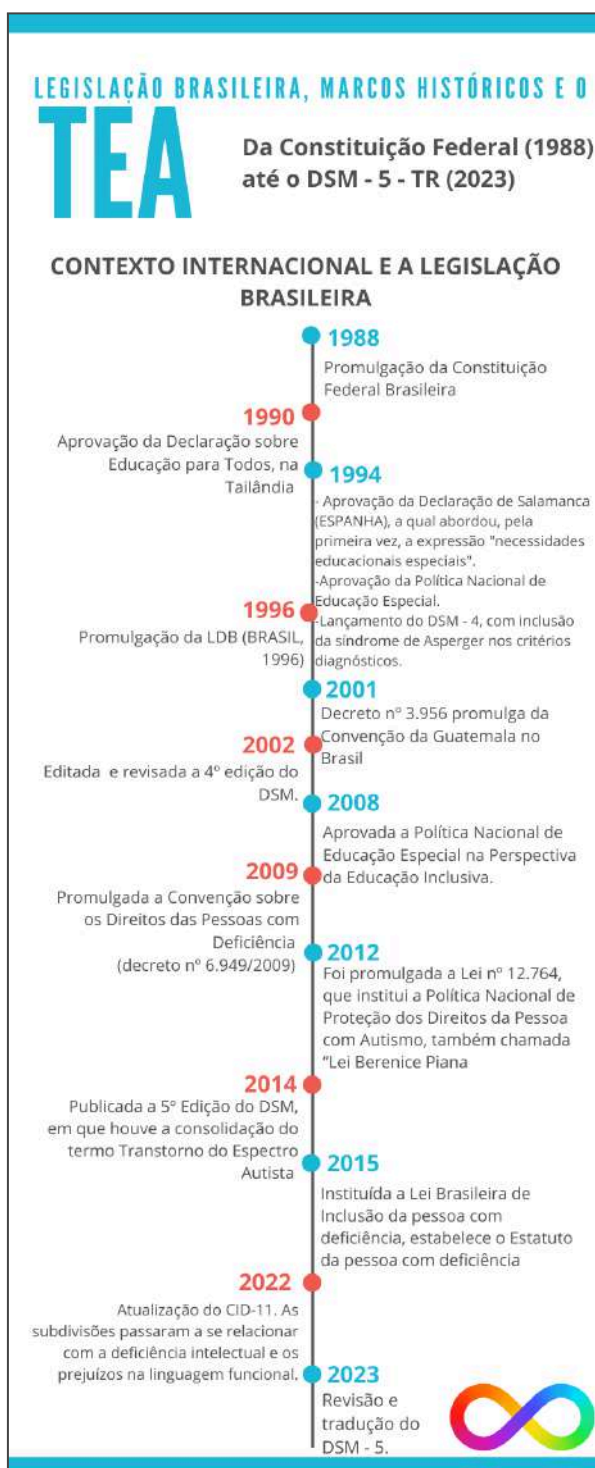 LEGISLAÇÃO BRASILEIRA, MARCOS HISTÓRICOS E O
TEA
Da Constituição Federal (1988)
até o DSM - 5 - TR (2023)
CONTEXTO INTERNACIONAL E A LEGISLAÇÃO
BRASILEIRA
1988
Promulgação da Constituição
Federal Brasileira
1990
Aprovação da Declaração sobre
Educação para Todos, na
Tailândia
1994
- Aprovação da Declaração de Salamanca
(ESPANHA), a qual abordou, pela
primeira vez, a expressão "necessidades
educacionais especiais".
-Aprovação da Política Nacional de
Educação Especial.
-Lançamento do DSM - 4, com inclusão
da síndrome de Asperger nos critérios
diagnósticos.
1996
Promulgação da LDB (BRASIL,
1996)
2001
Decreto nº 3.956 promulga da
Convenção da Guatemala no
Brasil
2002
Editada e revisada a 4º edição do
DSM.
2008
Aprovada a Política Nacional de
Educação Especial na Perspectiva
da Educação Inclusiva.
2009
Promulgada a Convenção sobre
os Direitos das Pessoas com
Deficiência
(decreto nº 6.949/2009)
2012
Foi promulgada a Lei nº 12.764,
que institui a Política Nacional de
Proteção dos Direitos da Pessoa
com Autismo, também chamada
“Lei Berenice Piana
2014
Publicada a 5º Edição do DSM,
em que houve a consolidação do
termo Transtorno do Espectro
Autista
2015
Instituída a Lei Brasileira de
Inclusão da pessoa com
deficiência, estabelece o Estatuto
da pessoa com deficiência
2022
Atualização do CID-11. As
subdivisões passaram a se relacionar
com a deficiência intelectual e os
prejuízos na linguagem funcional.
2023
Revisão e
tradução do
DSM - 5.